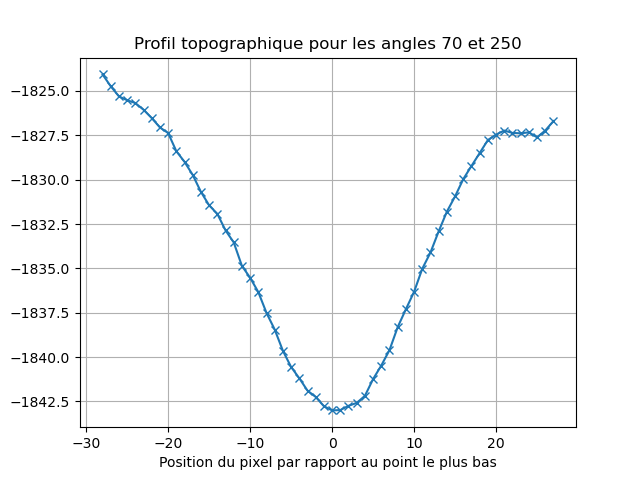 Profil topographique pour les angles 70 et 250
−1825.0
−1827.5
−1830.0
−1832.5
−1835.0
−1837.5
−1840.0
−1842.5
−30 −20 −10 0 10 20
Position du pixel par rapport au point le plus bas